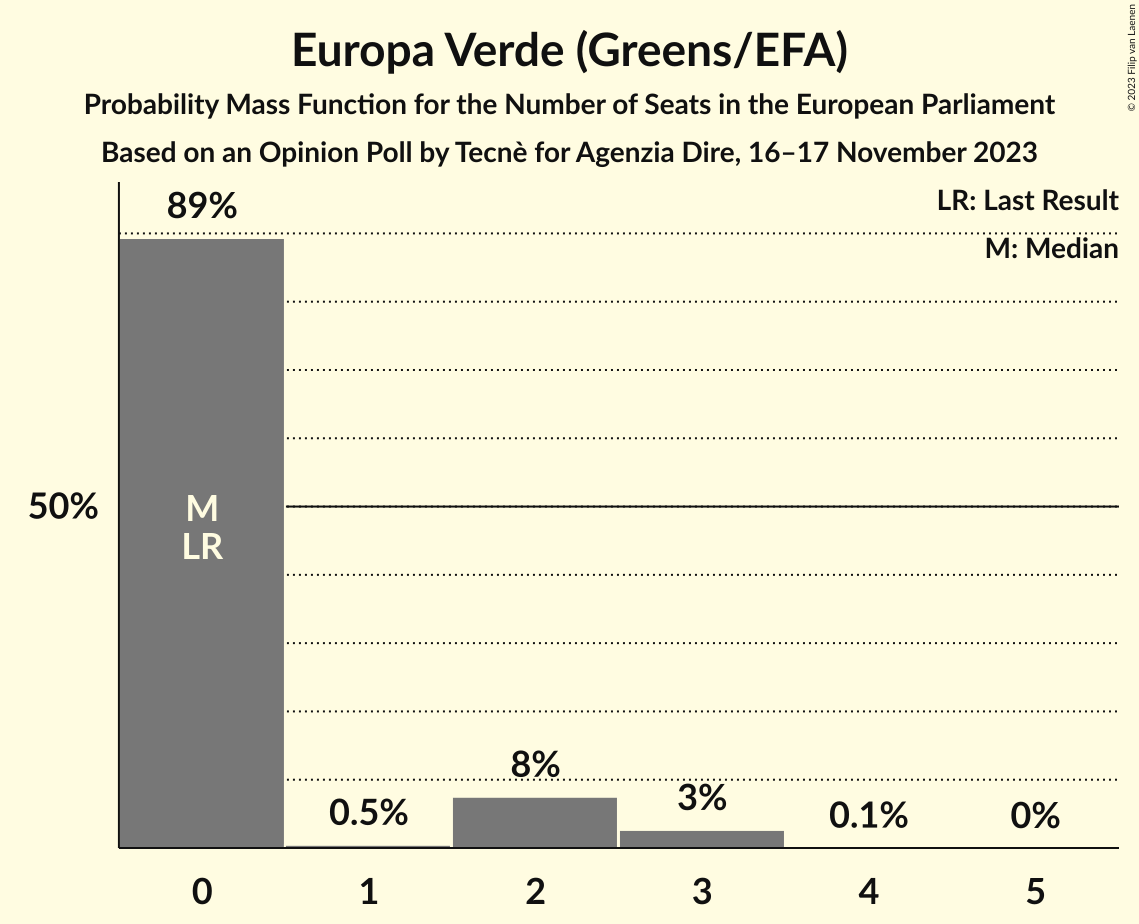 Europa Verde (Greens/EFA)
Probability Mass Function for the Number of Seats in the European Parliament
Based on an Opinion Poll by Tecnè for Agenzia Dire, 16–17 November 2023
© 2023 Filip van Laenen
LR: Last Result
M: Median
89%
50%
M
LR
0.5%
8%
3%
0.1%
0%
0 1 2 3 4 5